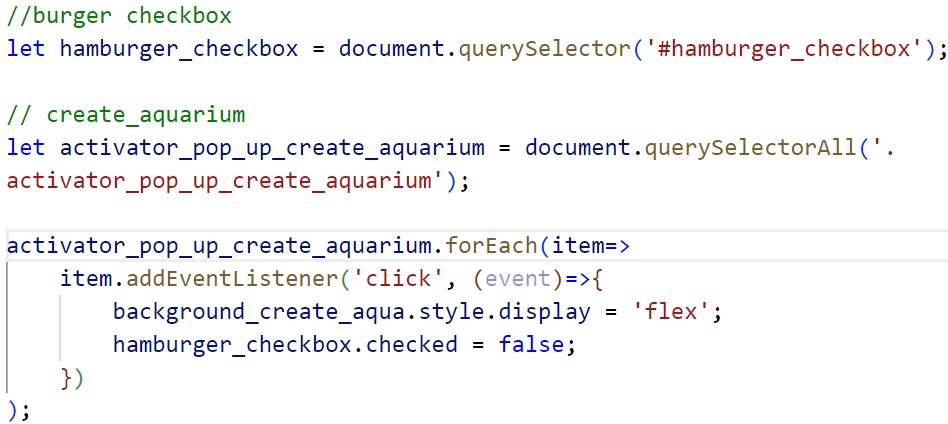 //burger checkbox
let hamburger_checkbox = document.querySelector('#hamburger_checkbox');
// create_aquarium
let activator_pop_up_create_aquarium = document.querySelectorAll('.
activator_pop_up_create_aquarium');
activator_pop_up_create_aquarium.forEach(item=>
    item.addEventListener('click', (event)=>{
        background_create_aqua.style.display = 'flex';
        hamburger_checkbox.checked = false;
    })
);